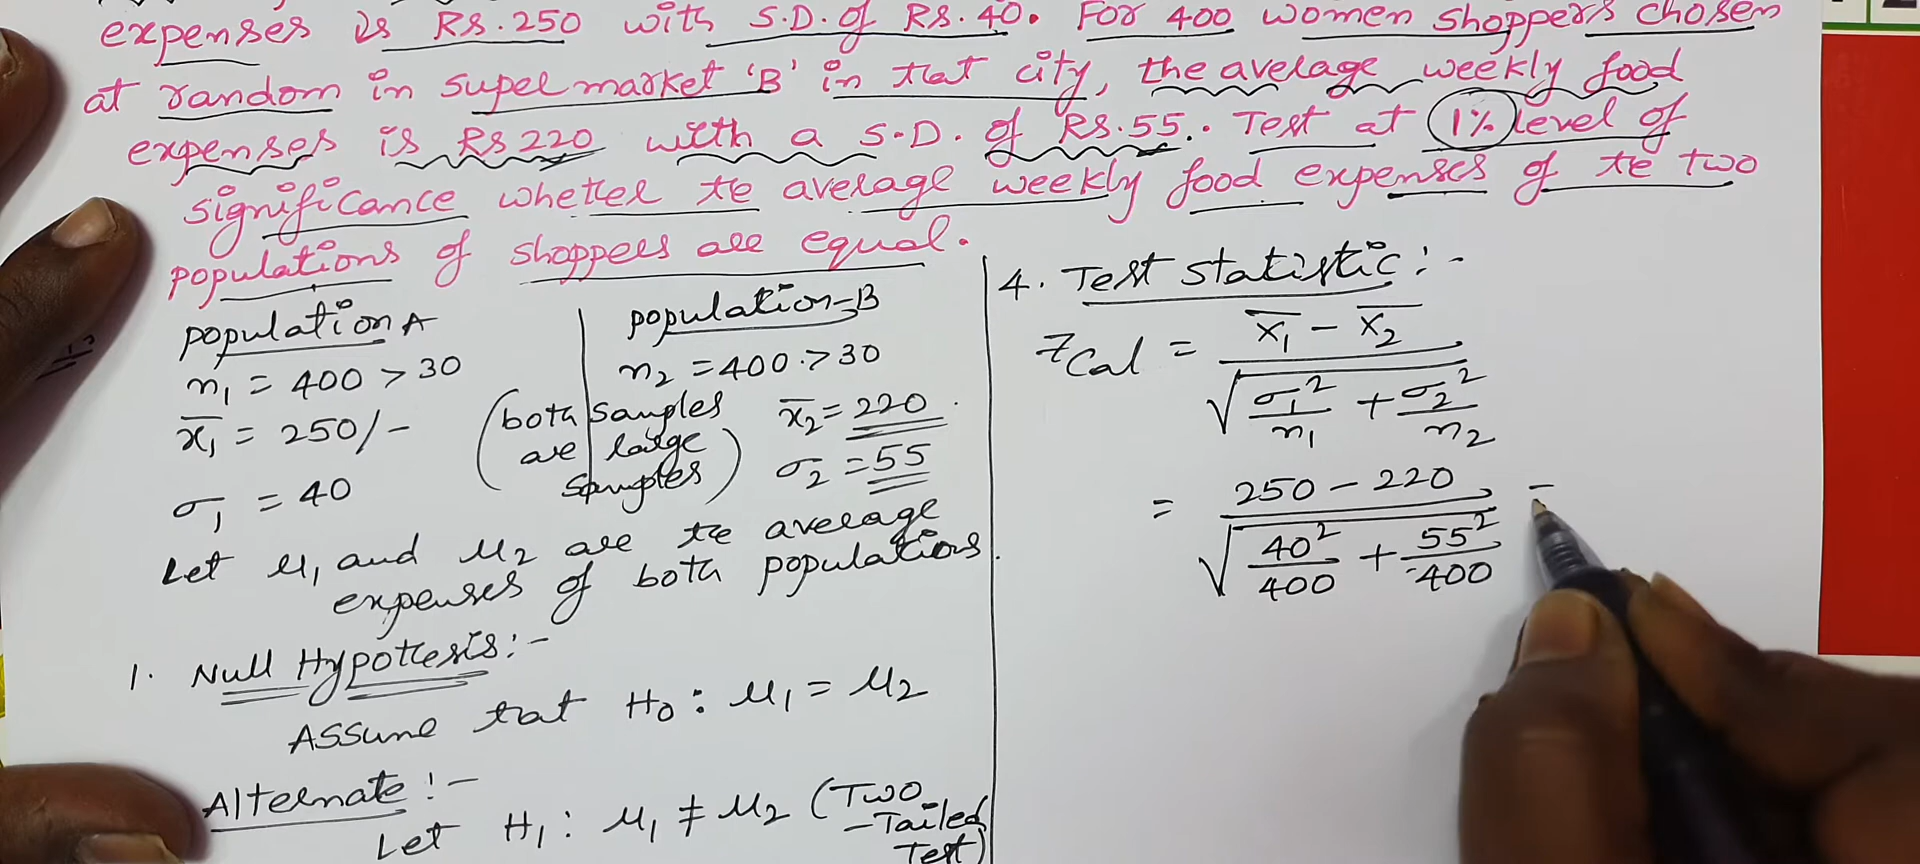 expenses is RS.250 with S.D. of RS.40. For 400 women shoppers chosen
at random in supermarket 'B' in that city, the average weekly food
expenses is RS 220 with a S.D. of RS.55. Test at 1% level of
significance whether the average weekly food expenses of the two
populations of shoppers are equal.
population A
n₁ = 400 > 30
x̄₁ = 250/-
σ₁ = 40
population-B
n₂ = 400 > 30
(both samples
are large
samples)
x̄₂ = 220
σ₂ = 55
Let μ₁ and μ₂ are the average
expenses of both populations.
1. Null Hypothesis:-
Assume that H₀ : μ₁ = μ₂
Alternate:-
Let H₁ : μ₁ ≠ μ₂ (Two
-Tailed
Test)
4. Test statistic:-
Z Cal = x̄₁ - x̄₂ / √(σ₁²/n₁ + σ₂²/n₂)
= 250 - 220 / √(40²/400 + 55²/400) =